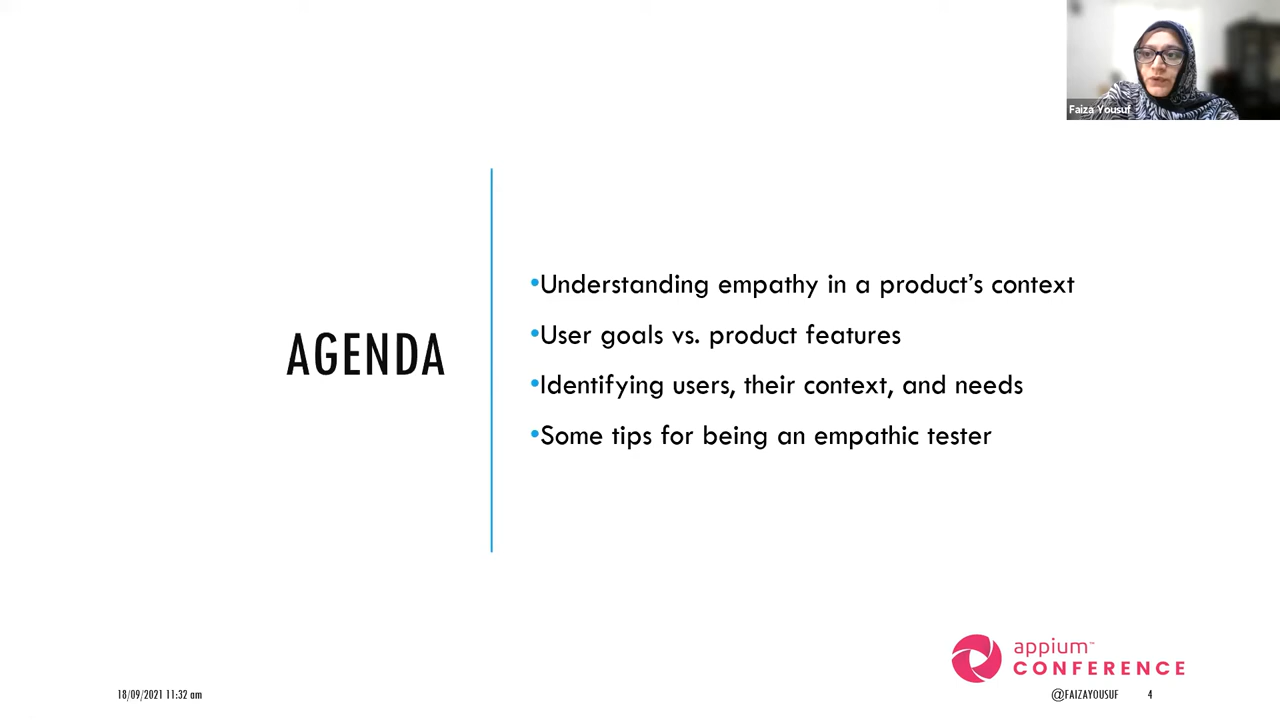 Faiza Yousuf
AGENDA
•Understanding empathy in a product’s context
•User goals vs. product features
•Identifying users, their context, and needs
•Some tips for being an empathic tester
appium™
CONFERENCE
18/09/2021 11:32 am
@FAIZAYOUSUF
4